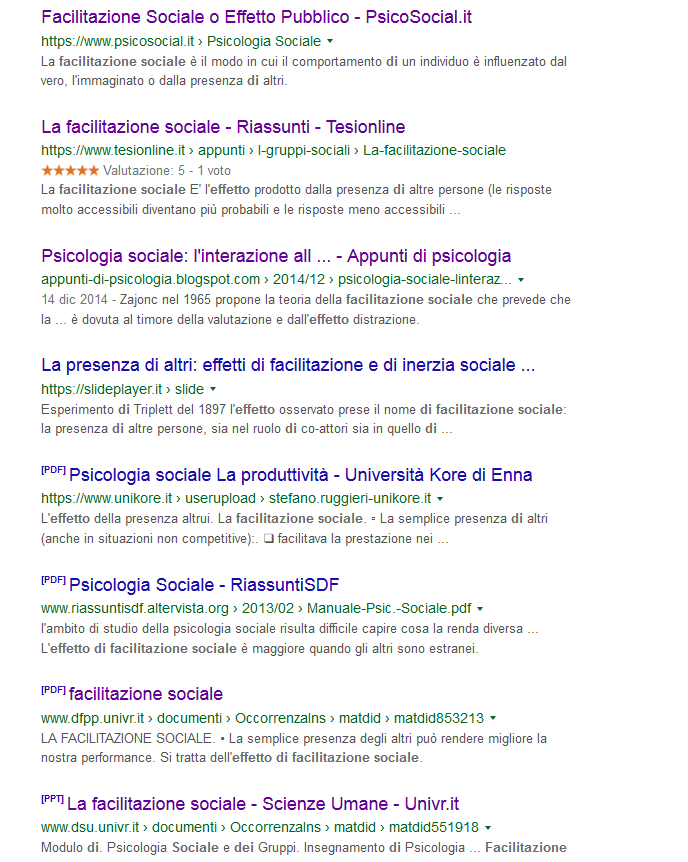 Facilitazione Sociale o Effetto Pubblico - PsicoSocial.it
https://www.psicosocial.it › Psicologia Sociale
La facilitazione sociale è il modo in cui il comportamento di un individuo è influenzato dal
vero, l'immaginato o dalla presenza di altri.
La facilitazione sociale - Riassunti - Tesionline
https://www.tesionline.it › appunti › I-gruppi-sociali › La-facilitazione-sociale
★★★★★ Valutazione: 5 - 1 voto
La facilitazione sociale E' l'effetto prodotto dalla presenza di altre persone (le risposte
molto accessibili diventano più probabili e le risposte meno accessibili ...
Psicologia sociale: l'interazione all ... - Appunti di psicologia
appunti-di-psicologia.blogspot.com › 2014/12 › psicologia-sociale-linteraz...
14 dic 2014 - Zajonc nel 1965 propone la teoria della facilitazione sociale che prevede che
la ... è dovuta al timore della valutazione e dall'effetto distrazione.
La presenza di altri: effetti di facilitazione e di inerzia sociale ...
https://slideplayer.it › slide
Esperimento di Triplett del 1897 l'effetto osservato prese il nome di facilitazione sociale:
la presenza di altre persone, sia nel ruolo di co-attori sia in quello di ...
[PDF] Psicologia sociale La produttività - Università Kore di Enna
https://www.unikore.it › userupload › stefano.ruggieri-unikore.it
L'effetto della presenza altrui. La facilitazione sociale. ▫ La semplice presenza di altri
(anche in situazioni non competitive):. ❑ facilitava la prestazione nei ...
[PDF] Psicologia Sociale - RiassuntiSDF
www.riassuntisdf.altervista.org › 2013/02 › Manuale-Psic.-Sociale.pdf
l'ambito di studio della psicologia sociale risulta difficile capire cosa la renda diversa ...
L'effetto di facilitazione sociale è maggiore quando gli altri sono estranei.
[PDF] facilitazione sociale
www.dfpp.univr.it › documenti › OccorrenzaIns › matdid › matdid853213
LA FACILITAZIONE SOCIALE. • La semplice presenza degli altri può rendere migliore la
nostra performance. Si tratta dell'effetto di facilitazione sociale.
[PPT] La facilitazione sociale - Scienze Umane - Univr.it
www.dsu.univr.it › documenti › OccorrenzaIns › matdid › matdid551918
Modulo di. Psicologia Sociale e dei Gruppi. Insegnamento di Psicologia ... Facilitazione